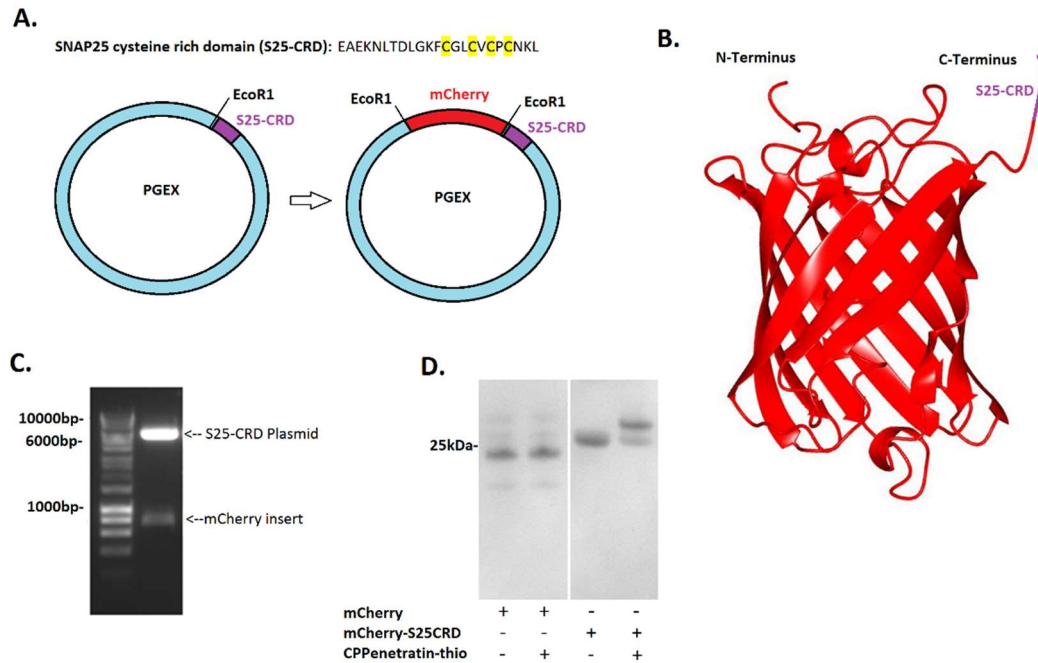 A.
SNAP25 cysteine rich domain (S25-CRD): EAEKNLTDLGKFCGLCVCPCNKL
EcoR1
S25-CRD
PGEX
EcoR1
mCherry
EcoR1
S25-CRD
PGEX
B.
N-Terminus
C-Terminus
S25-CRD
C.
10000bp-
6000bp-
1000bp-
<-- S25-CRD Plasmid
<--mCherry insert
D.
25kDa-
mCherry + + - -
mCherry-S25CRD - - + +
CPPenetratin-thio - + - +